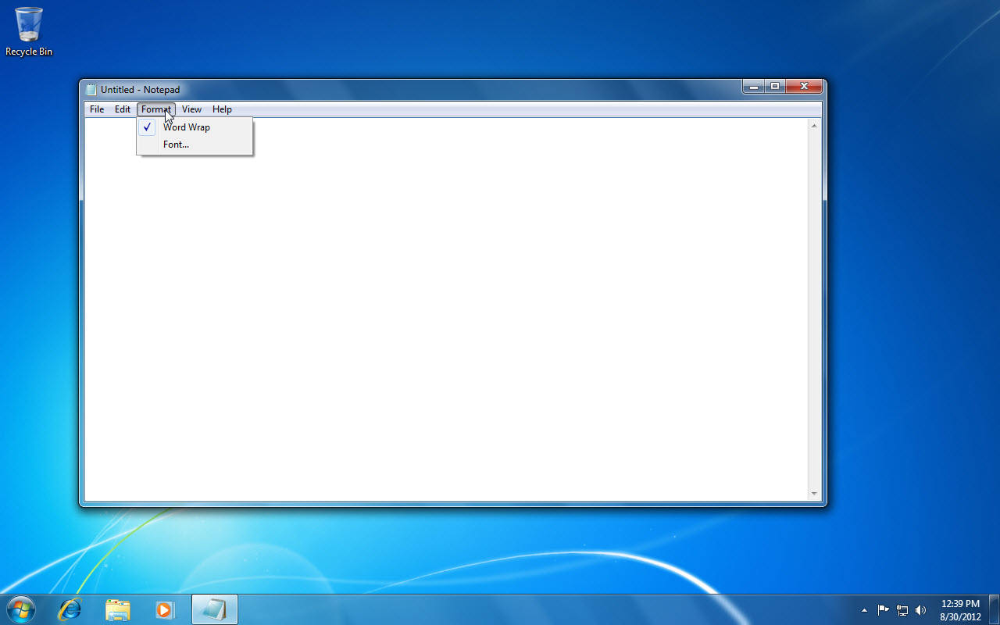 Recycle Bin
Untitled - Notepad
File Edit Format View Help
Word Wrap
Font...
12:39 PM
8/30/2012